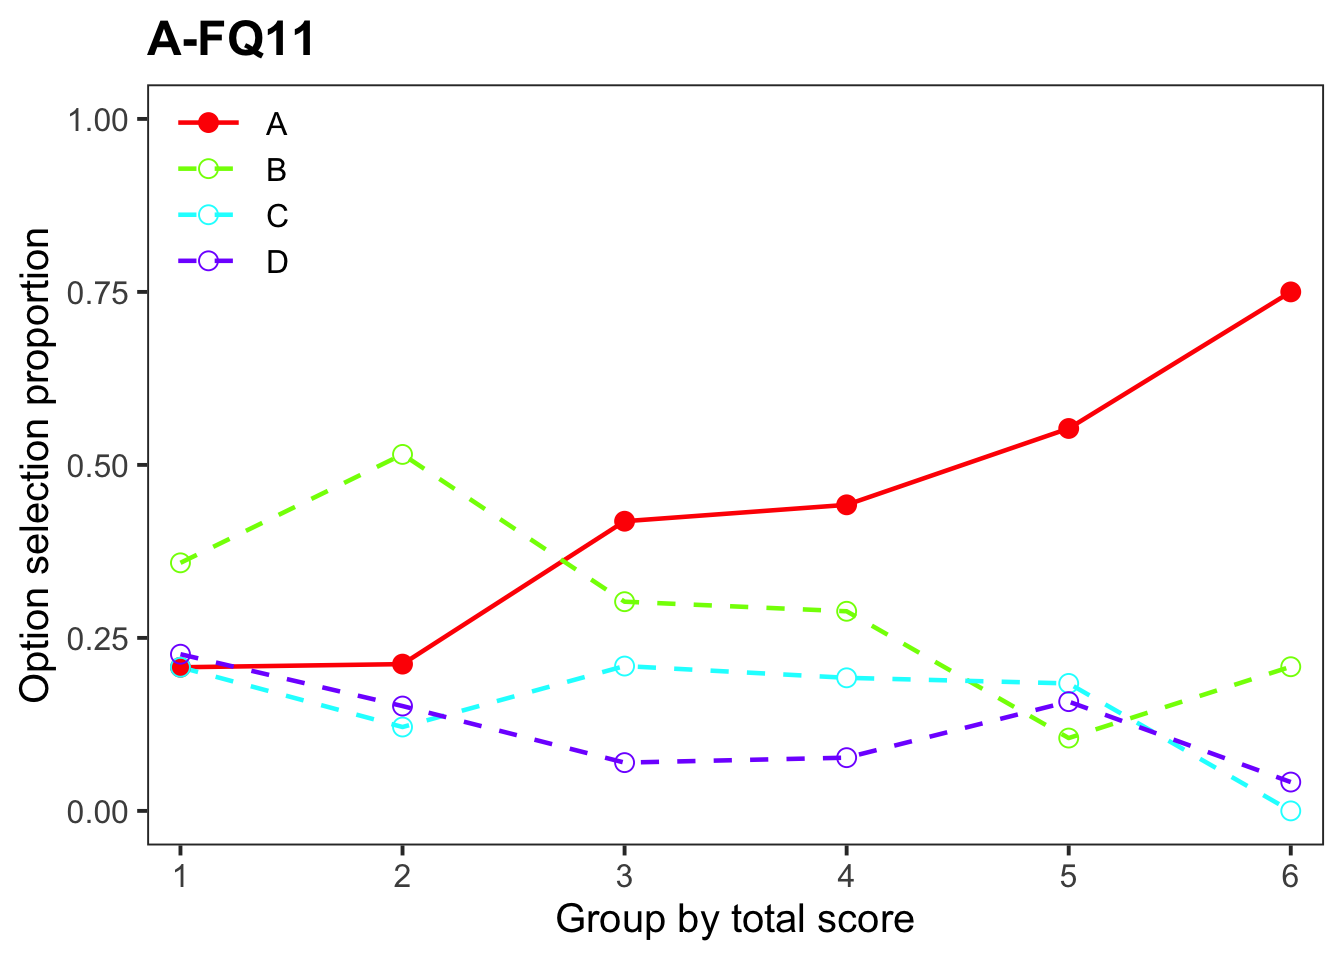 A-FQ11
A
B
C
D
1.00
0.75
0.50
0.25
0.00
Option selection proportion
1 2 3 4 5 6
Group by total score